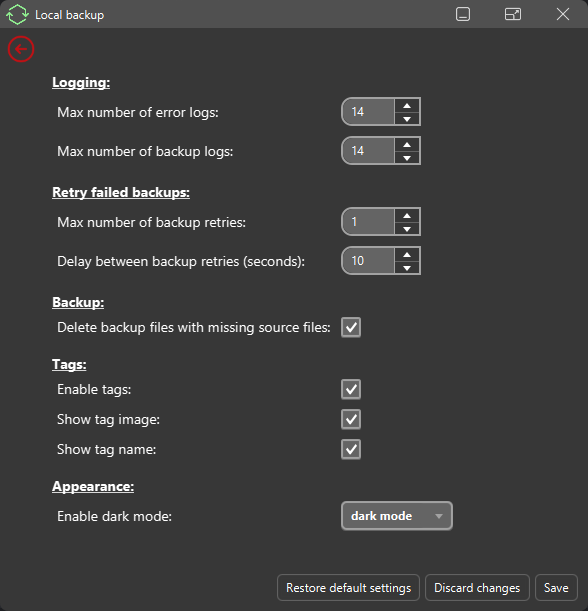 Local backup
Logging:
Max number of error logs: 14
Max number of backup logs: 14
Retry failed backups:
Max number of backup retries: 1
Delay between backup retries (seconds): 10
Backup:
Delete backup files with missing source files:
Tags:
Enable tags:
Show tag image:
Show tag name:
Appearance:
Enable dark mode: dark mode
Restore default settings Discard changes Save